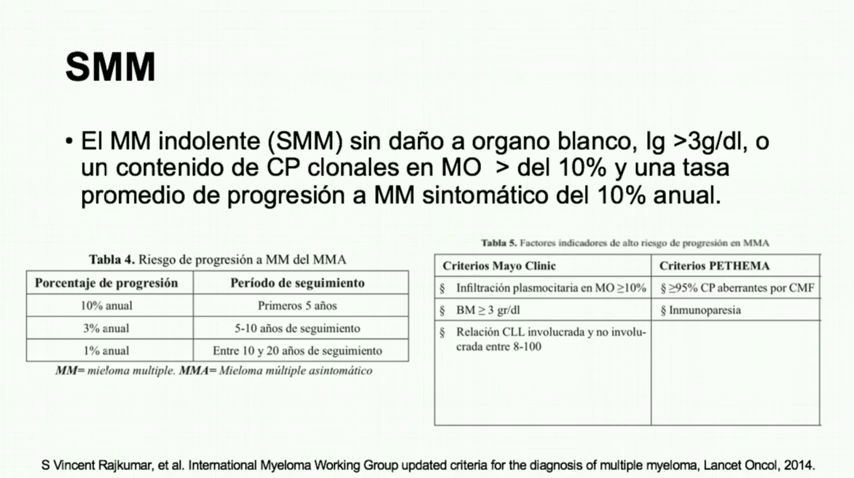 SMM
• El MM indolente (SMM) sin daño a organo blanco, Ig >3g/dl, o
un contenido de CP clonales en MO > del 10% y una tasa
promedio de progresión a MM sintomático del 10% anual.
Tabla 4. Riesgo de progresión a MM del MMA
Porcentaje de progresión Período de seguimiento
10% anual Primeros 5 años
3% anual 5-10 años de seguimiento
1% anual Entre 10 y 20 años de seguimiento
MM= mieloma multiple. MMA= Mieloma múltiple asintomático
Tabla 5. Factores indicadores de alto riesgo de progresión en MMA
Criterios Mayo Clinic Criterios PETHEMA
§ Infiltración plasmocitaria en MO ≥10% § ≥95% CP aberrantes por CMF
§ BM ≥ 3 gr/dl § Inmunoparesia
§ Relación CLL involucrada y no involu-
crada entre 8-100
S Vincent Rajkumar, et al. International Myeloma Working Group updated criteria for the diagnosis of multiple myeloma, Lancet Oncol, 2014.